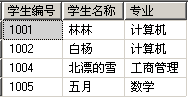 学生编号 学生名称 专业
1001 林林 计算机
1002 白杨 计算机
1004 北漂的雪 工商管理
1005 五月 数学